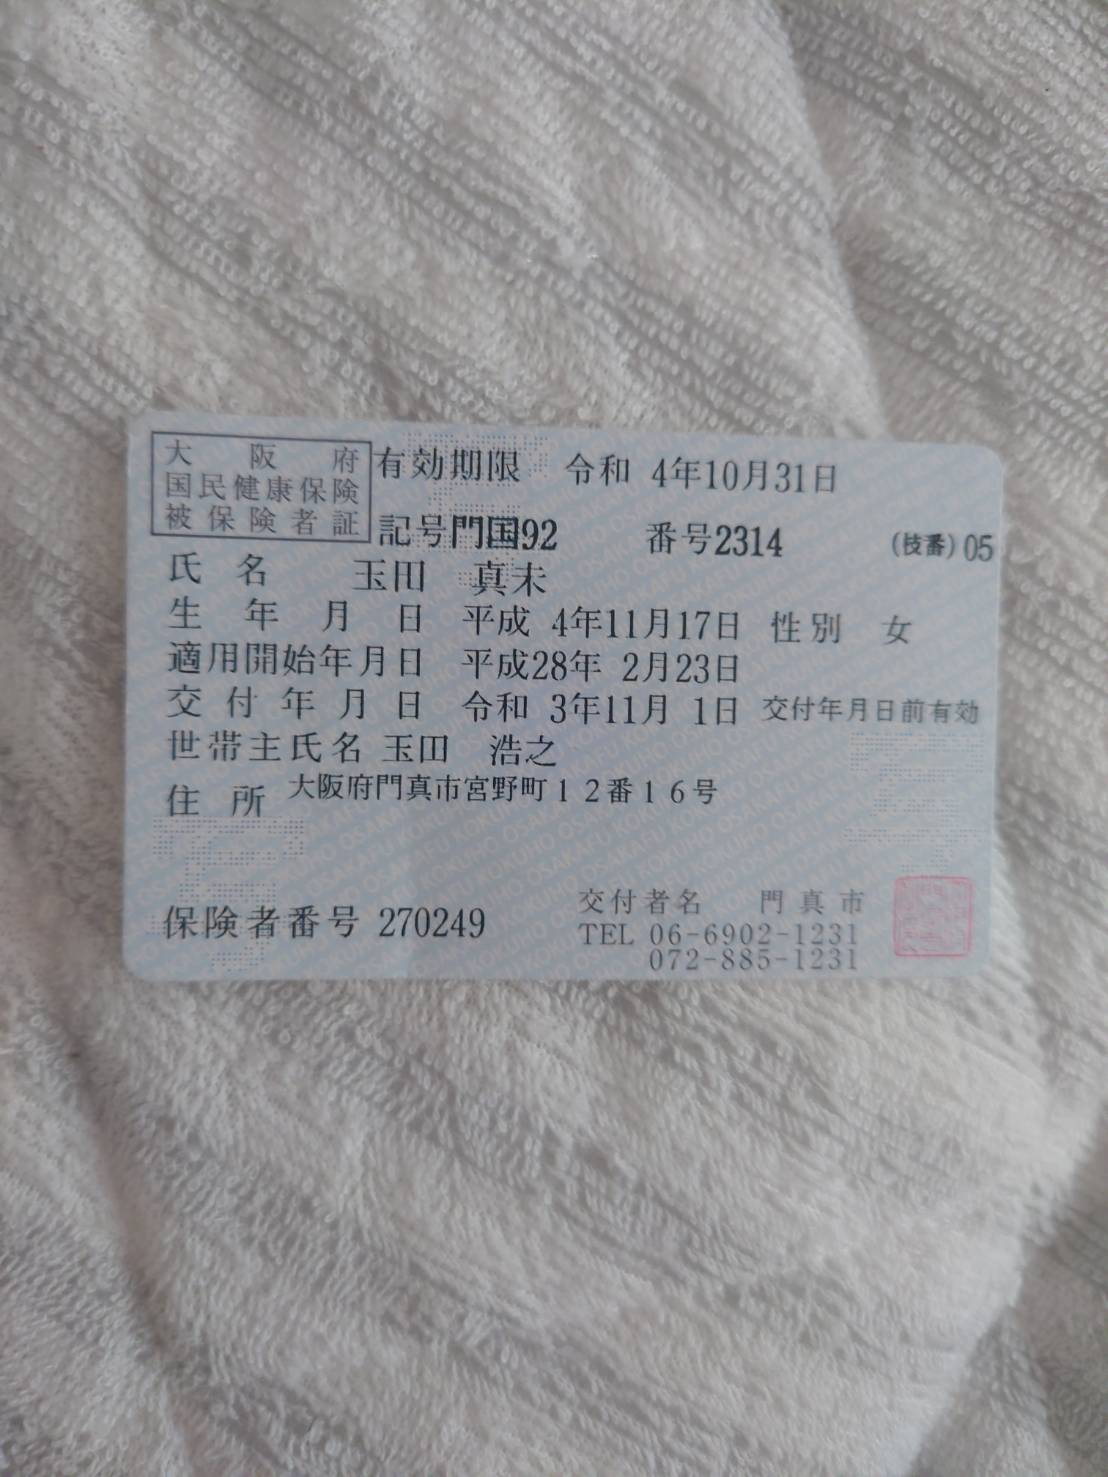 大阪府
国民健康保険
被保険者証
有効期限 令和 4年10月31日
記号門国92 番号2314 (枝番)05
氏名 玉田 真未
生年月日 平成 4年11月17日 性別 女
適用開始年月日 平成28年 2月23日
交付年月日 令和 3年11月 1日 交付年月日前有効
世帯主氏名 玉田 浩之
住所 大阪府門真市宮野町12番16号
保険者番号 270249
交付者名 門真市
TEL 06-6902-1231
072-885-1231